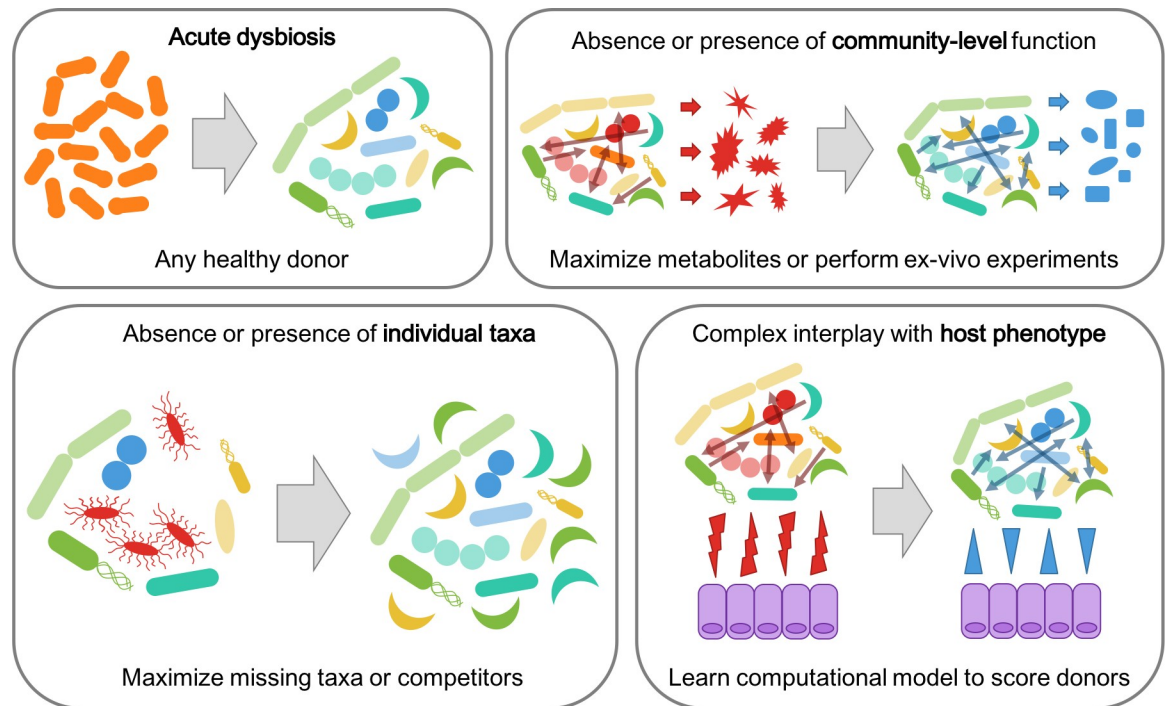 Acute dysbiosis
Any healthy donor
Absence or presence of community-level function
Maximize metabolites or perform ex-vivo experiments
Absence or presence of individual taxa
Maximize missing taxa or competitors
Complex interplay with host phenotype
Learn computational model to score donors